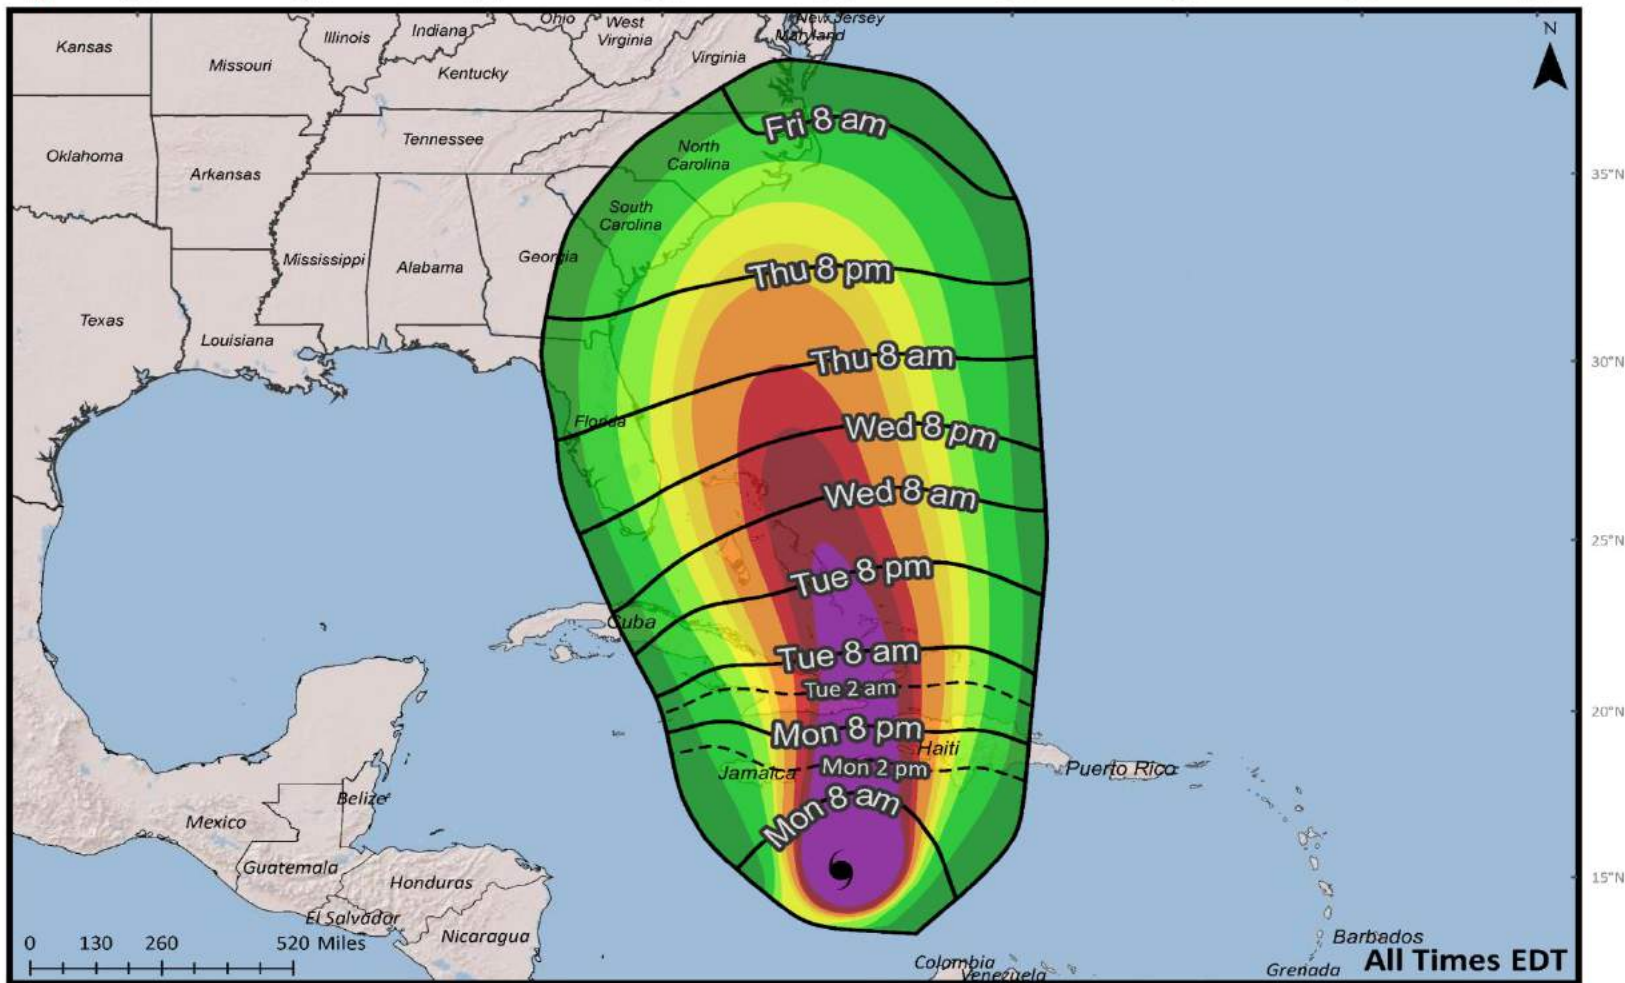 Ohio
West
Virginia
New Jersey
Maryland
Illinois
Indiana
Kansas
Missouri
Kentucky
Virginia
N
Fri 8 am
Tennessee
North
Carolina
Oklahoma
Arkansas
35°N
South
Carolina
Mississippi
Alabama
Georgia
Thu 8 pm
Texas
Louisiana
Thu 8 am
30°N
Florida
Wed 8 pm
Wed 8 am
25°N
Tue 8 pm
Cuba
Tue 8 am
Tue 2 am
20°N
Mon 8 pm
Haiti
Jamaica
Mon 2 pm
Puerto Rico
Belize
Mon 8 am
Mexico
Guatemala
Honduras
15°N
El Salvador
Nicaragua
0 130 260 520 Miles
Barbados
Colombia
Venezuela
Grenada
All Times EDT